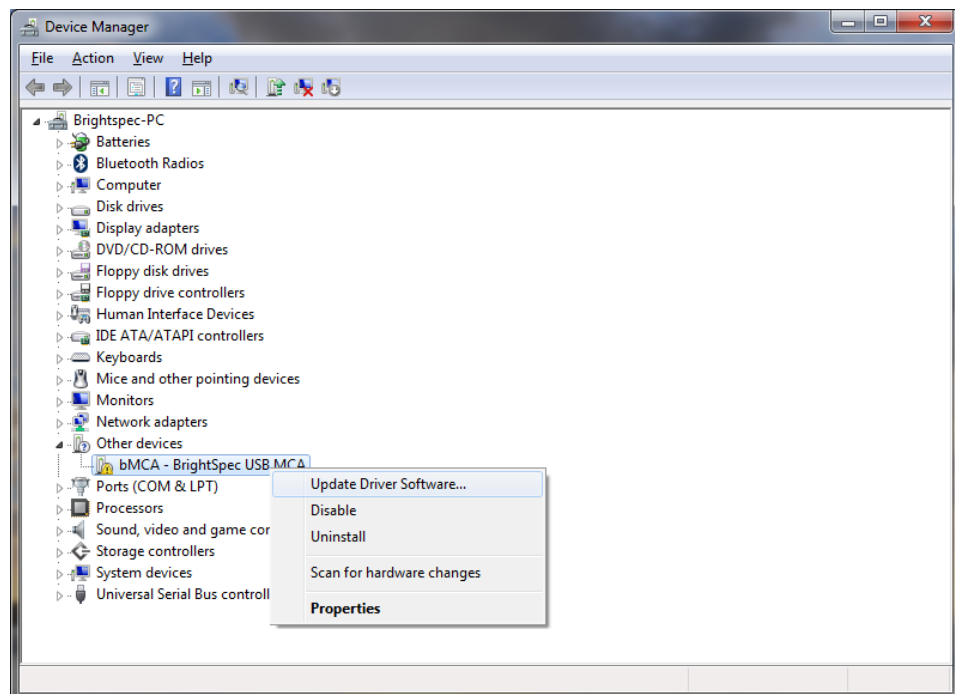 Device Manager
File Action View Help
Brightspec-PC
Batteries
Bluetooth Radios
Computer
Disk drives
Display adapters
DVD/CD-ROM drives
Floppy disk drives
Floppy drive controllers
Human Interface Devices
IDE ATA/ATAPI controllers
Keyboards
Mice and other pointing devices
Monitors
Network adapters
Other devices
bMCA - BrightSpec USB MCA
Ports (COM & LPT)
Processors
Sound, video and game cor
Storage controllers
System devices
Universal Serial Bus controll
Update Driver Software...
Disable
Uninstall
Scan for hardware changes
Properties